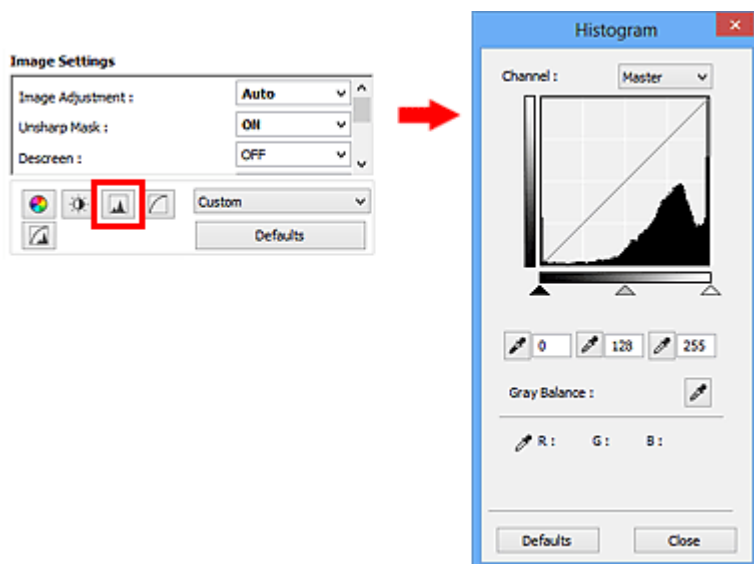 Image Settings
Image Adjustment : Auto
Unsharp Mask : ON
Descreen : OFF
Custom
Defaults
Histogram
Channel : Master
0 128 255
Gray Balance :
R : G : B :
Defaults Close